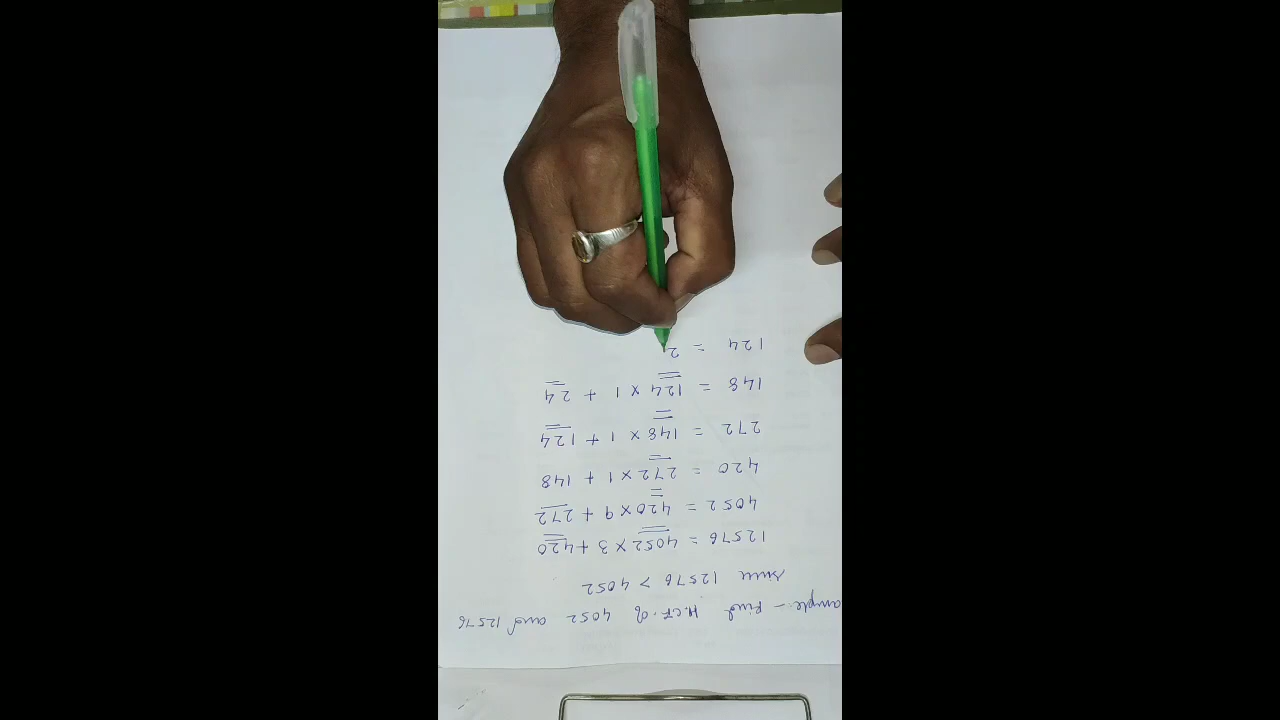 ample - Find H.C.F. of 4052 and 12576
since 12576 > 4052
12576 = 4052 × 3 + 420
4052 = 420 × 9 + 272
420 = 272 × 1 + 148
272 = 148 × 1 + 124
148 = 124 × 1 + 24
124 = 2